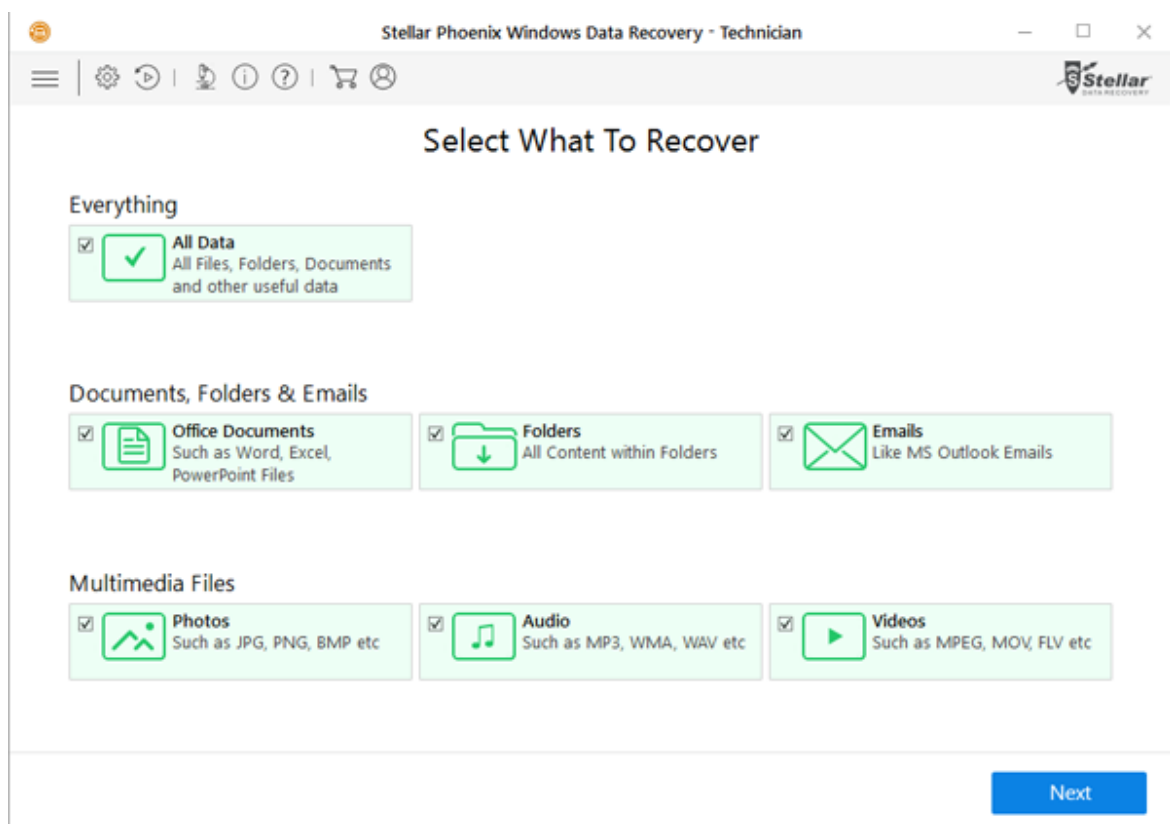 Stellar Phoenix Windows Data Recovery - Technician
Stellar
DATA RECOVERY
Select What To Recover
Everything
All Data
All Files, Folders, Documents
and other useful data
Documents, Folders & Emails
Office Documents
Such as Word, Excel,
PowerPoint Files
Folders
All Content within Folders
Emails
Like MS Outlook Emails
Multimedia Files
Photos
Such as JPG, PNG, BMP etc
Audio
Such as MP3, WMA, WAV etc
Videos
Such as MPEG, MOV, FLV etc
Next